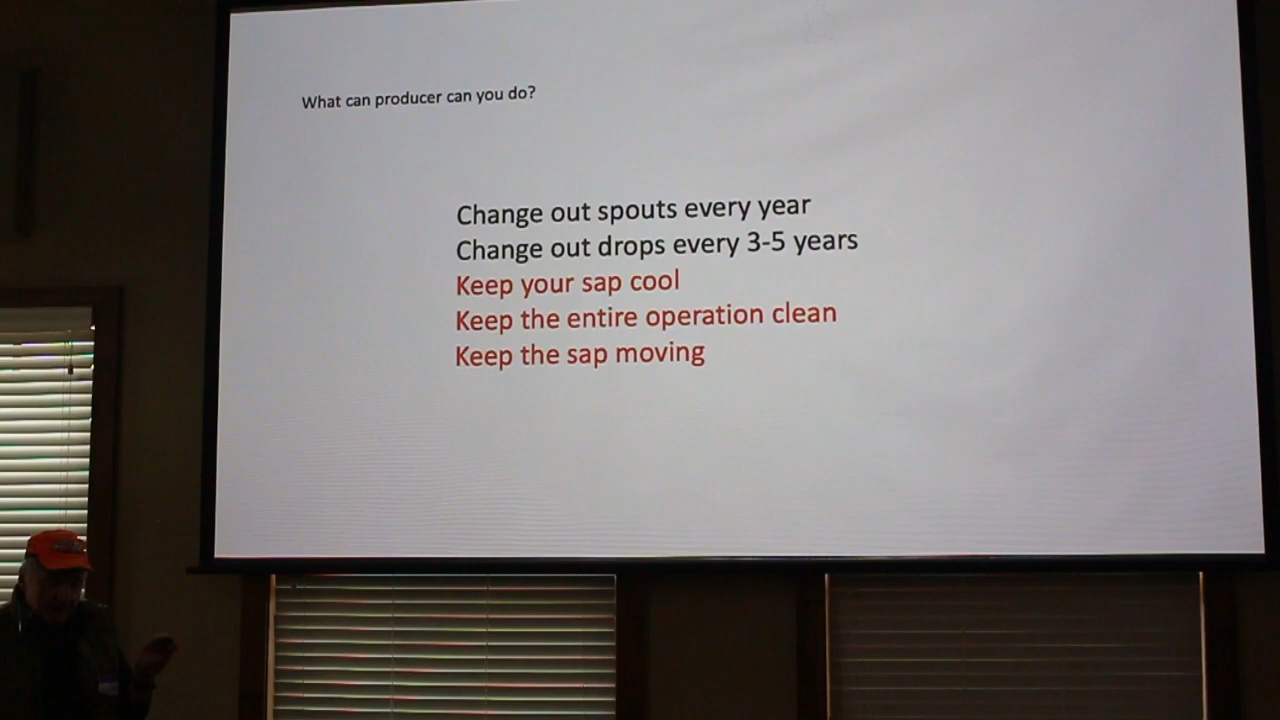 What can producer can you do?
Change out spouts every year
Change out drops every 3-5 years
Keep your sap cool
Keep the entire operation clean
Keep the sap moving